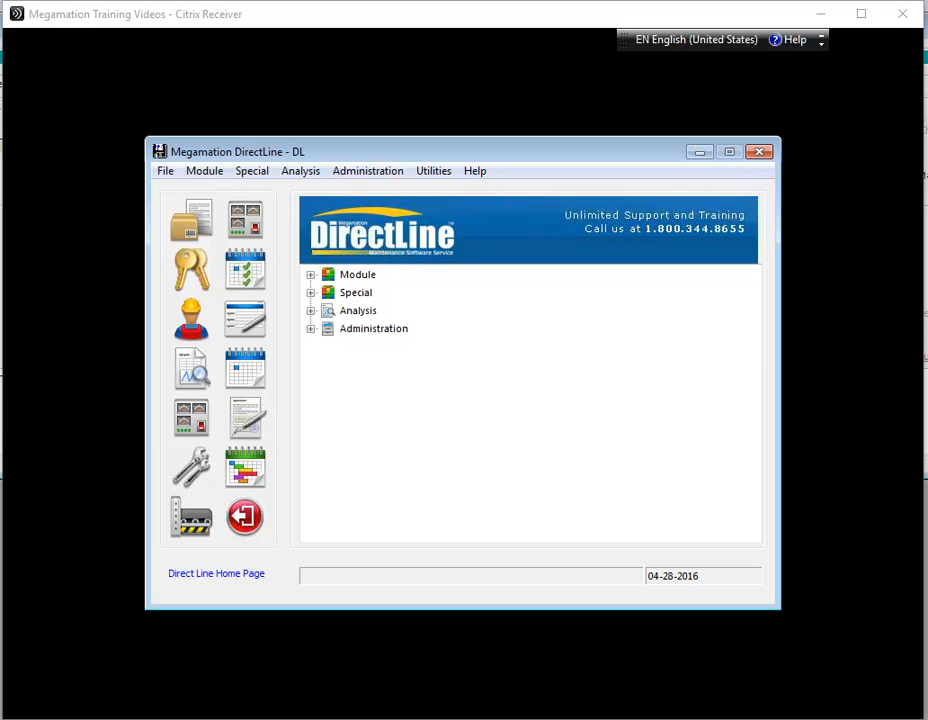 Megamation Training Videos - Citrix Receiver
EN English (United States) ? Help
Megamation DirectLine - DL
File Module Special Analysis Administration Utilities Help
Unlimited Support and Training
Call us at 1.800.344.8655
Megamation
DirectLine
Maintenance Software Service
Module
Special
Analysis
Administration
Direct Line Home Page
04-28-2016